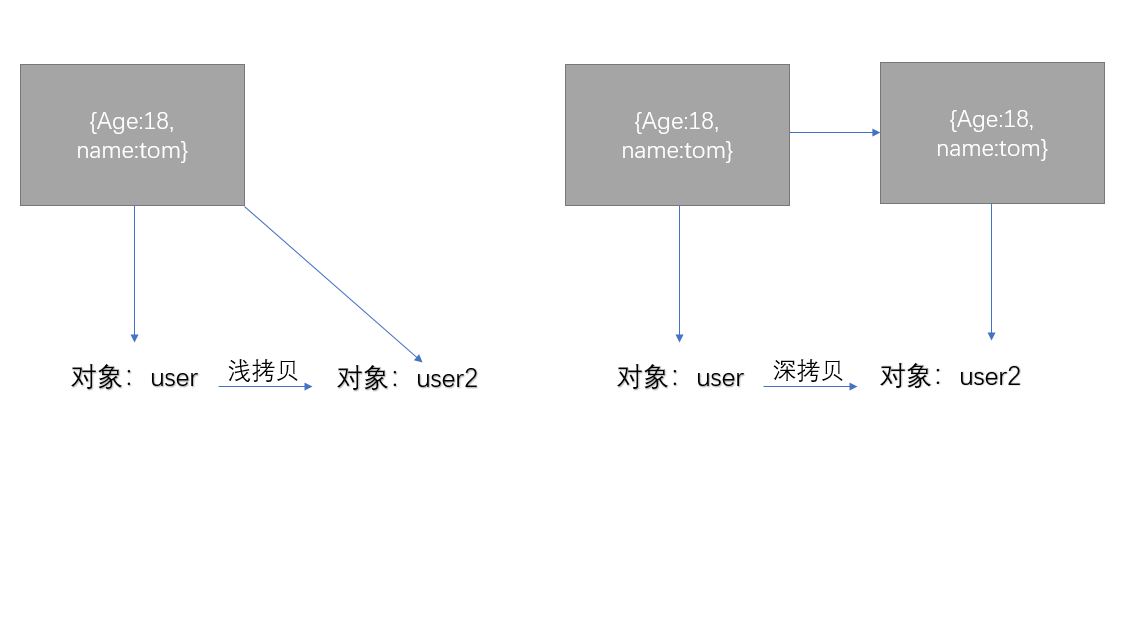 {Age:18,
name:tom}
{Age:18,
name:tom}
{Age:18,
name:tom}
对象：user
浅拷贝
对象：user2
对象：user
深拷贝
对象：user2